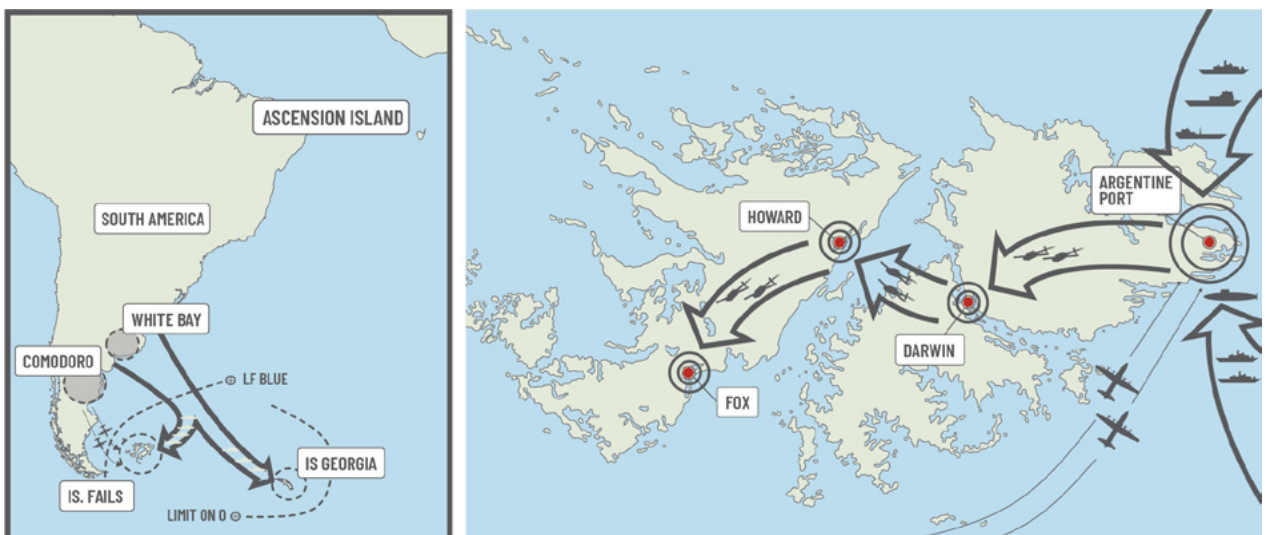 ASCENSION ISLAND
SOUTH AMERICA
WHITE BAY
COMODORO
LF BLUE
IS GEORGIA
IS. FAILS
LIMIT ON O
ARGENTINE
PORT
HOWARD
DARWIN
FOX